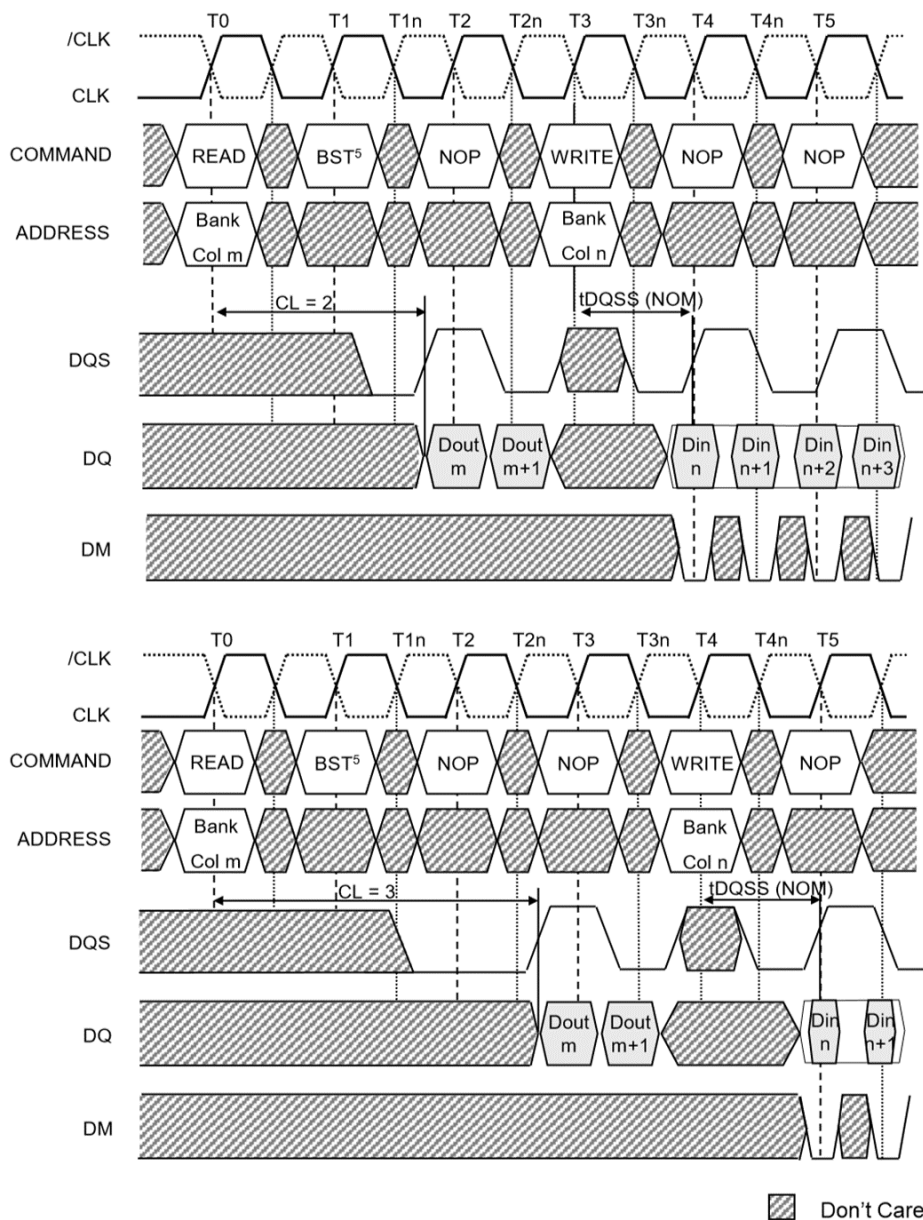 T0 T1 T1n T2 T2n T3 T3n T4 T4n T5
/CLK
CLK
COMMAND READ BST⁵ NOP WRITE NOP NOP
ADDRESS Bank Bank
Col m Col n
CL = 2 tDQSS (NOM)
DQS
DQ Dout Dout Din Din Din Din
m m+1 n n+1 n+2 n+3
DM
T0 T1 T1n T2 T2n T3 T3n T4 T4n T5
/CLK
CLK
COMMAND READ BST⁵ NOP NOP WRITE NOP
ADDRESS Bank Bank
Col m Col n
CL = 3 tDQSS (NOM)
DQS
DQ Dout Dout Din Din
m m+1 n n+1
DM
Don't Care